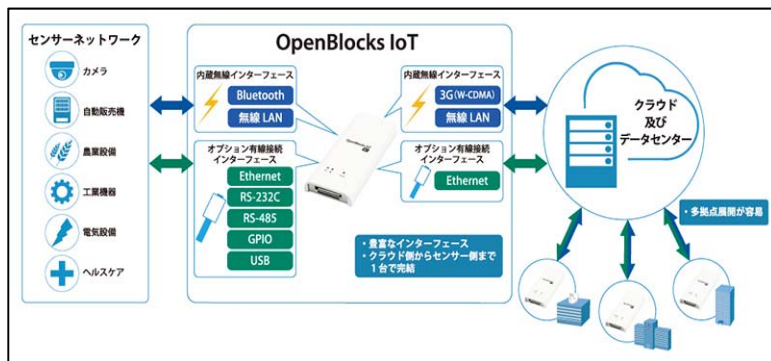 センサーネットワーク
カメラ
自動販売機
農業設備
工業機器
電気設備
ヘルスケア
OpenBlocks IoT
内蔵無線インターフェース
Bluetooth
無線 LAN
オプション有線接続
インターフェース
Ethernet
RS-232C
RS-485
GPIO
USB
内蔵無線インターフェース
3G(W-CDMA)
無線 LAN
オプション有線接続
インターフェース
Ethernet
・豊富なインターフェース
・クラウド側からセンサー側まで
1台で完結
クラウド
及び
データセンター
・多拠点展開が容易